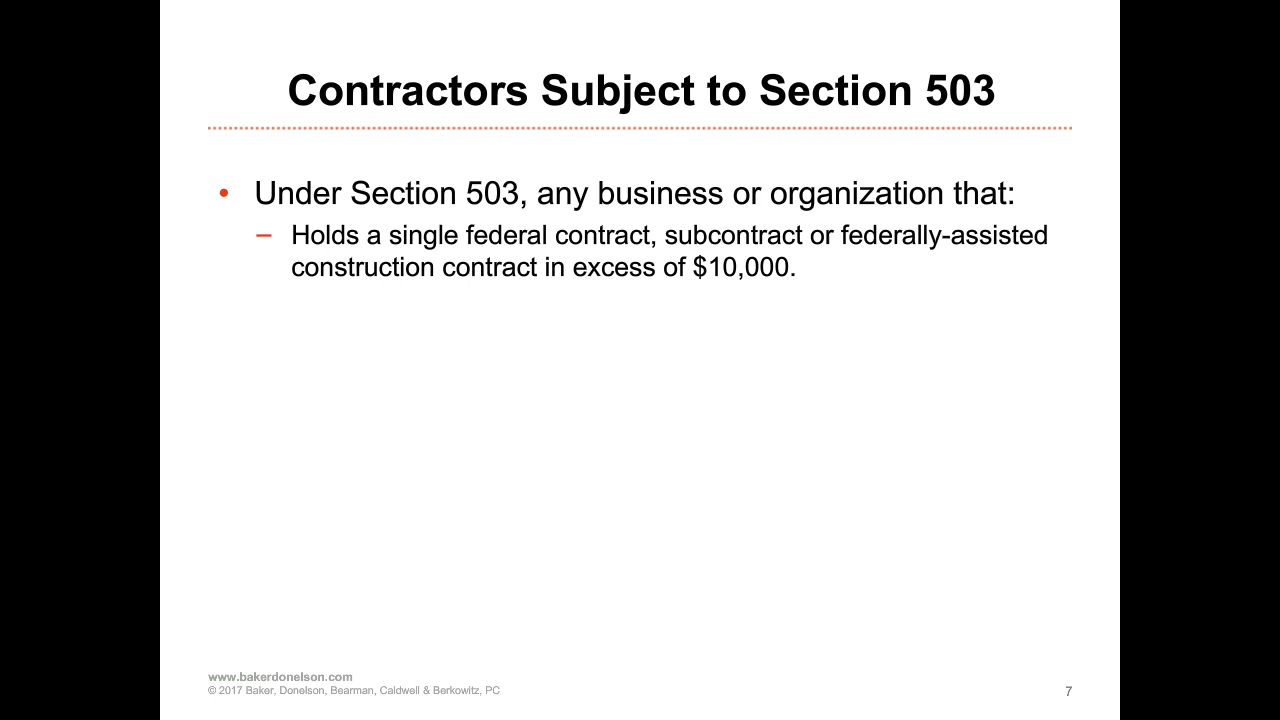 Contractors Subject to Section 503
• Under Section 503, any business or organization that:
– Holds a single federal contract, subcontract or federally-assisted
construction contract in excess of $10,000.
www.bakerdonelson.com
© 2017 Baker, Donelson, Bearman, Caldwell & Berkowitz, PC
7